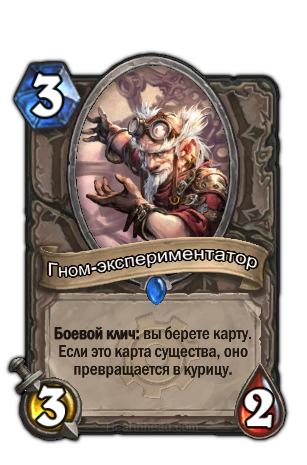 3
Гном-экспериментатор
Боевой клич: вы берете карту.
Если это карта существа, оно
превращается в курицу.
3
2